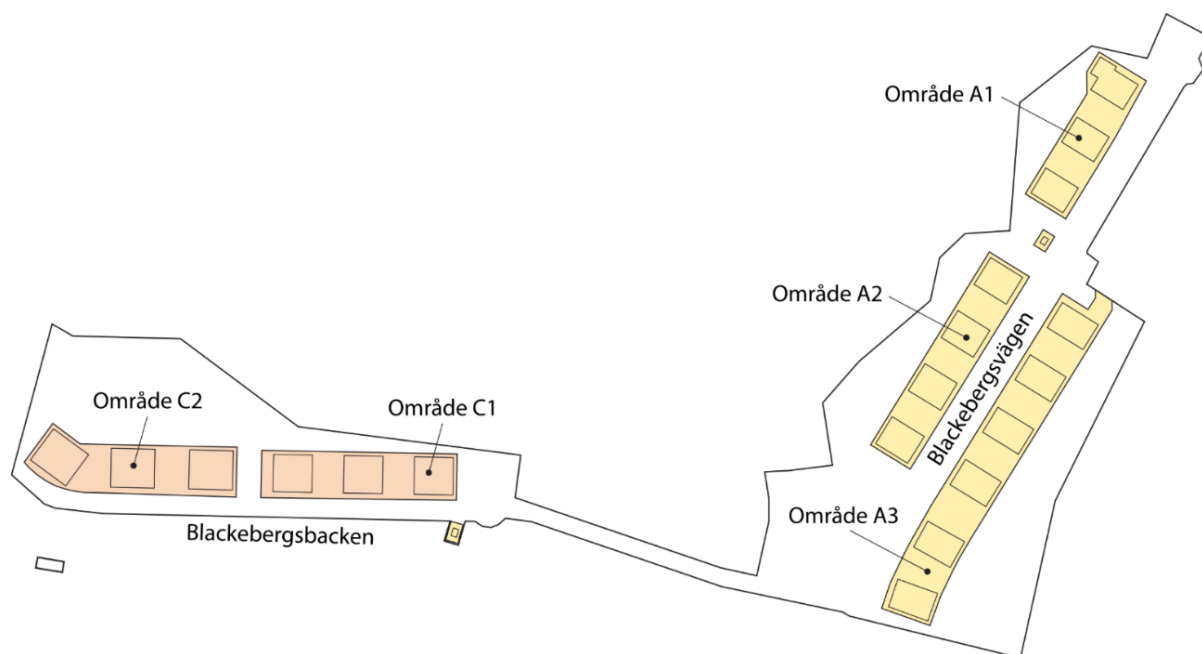 Område A1
Område A2
Blackebergsvägen
Område C2
Område C1
Område A3
Blackebergsbacken